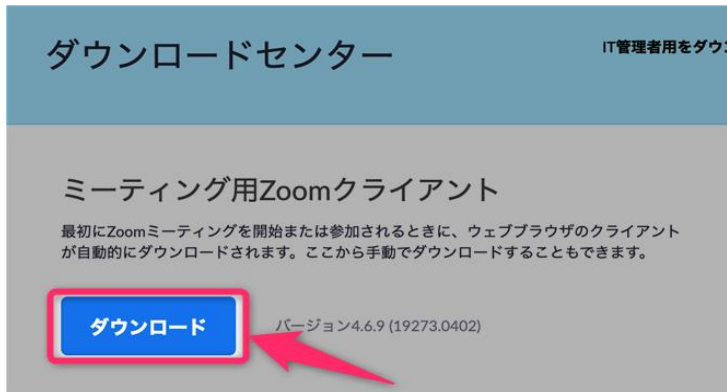 ダウンロードセンター
IT管理者用をダウ
ミーティング用Zoomクライアント
最初にZoomミーティングを開始または参加されるときに、ウェブブラウザのクライアント
が自動的にダウンロードされます。ここから手動でダウンロードすることもできます。
ダウンロード
バージョン4.6.9 (19273.0402)